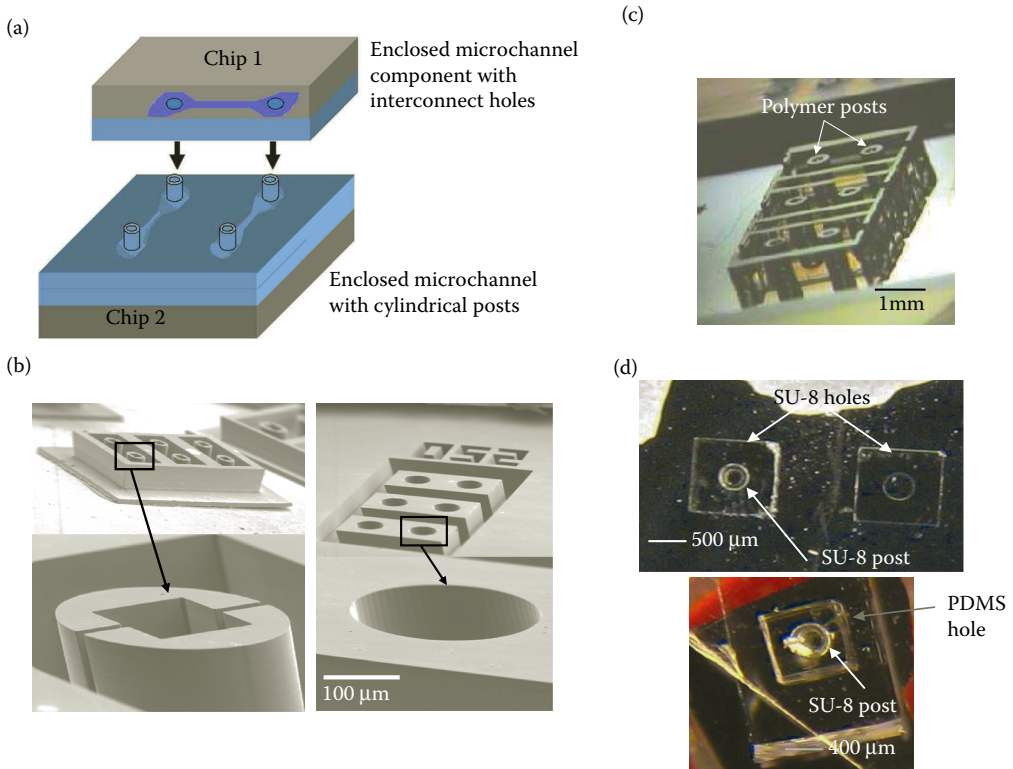 (a)
Chip 1
Enclosed microchannel
component with
interconnect holes
Chip 2
Enclosed microchannel
with cylindrical posts
(b)
250
100 μm
(c)
Polymer posts
1mm
(d)
SU-8 holes
500 μm
SU-8 post
PDMS
hole
SU-8 post
400 μm